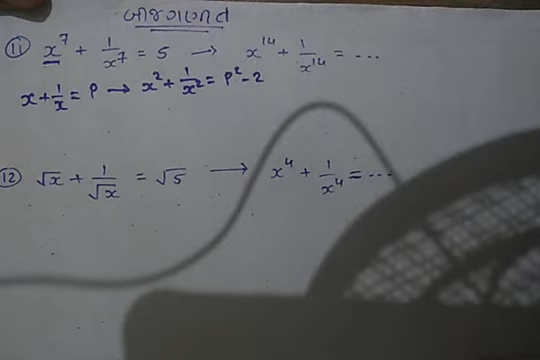 બીજગણિત
(11) x⁷ + 1/x⁷ = 5 → x¹⁴ + 1/x¹⁴ = ...
x + 1/x = P → x² + 1/x² = P² - 2
(12) √x + 1/√x = √5 → x⁴ + 1/x⁴ = ...